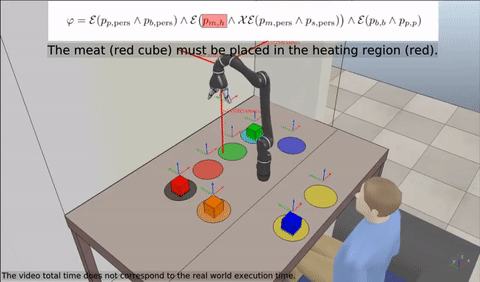 φ = ℰ(p_{p,pers} ∧ p_{b,pers}) ∧ ℰ(p_{m,h} ∧ 𝒳ℰ(p_{m,pers} ∧ p_{s,pers})) ∧ ℰ(p_{b,b} ∧ p_{p,p})
The meat (red cube) must be placed in the heating region (red).
The video total time does not correspond to the real world execution time.